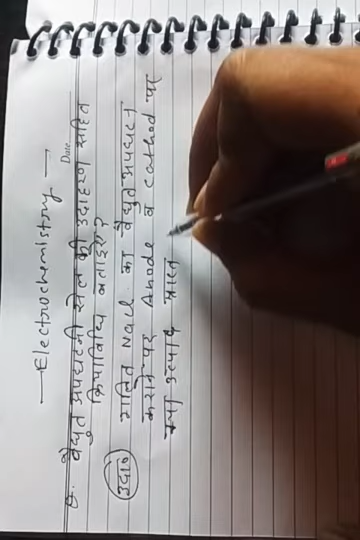 — Electrochemistry —
Date
Q. वैधुत अपघटनी सेल की उदाहरण सहित
क्रियाविधि बताइए?
उदा० गलित NaCl का वैधुत अपघटन
कराने पर Anode व Cathod पर
क्या उत्पाद प्राप्त